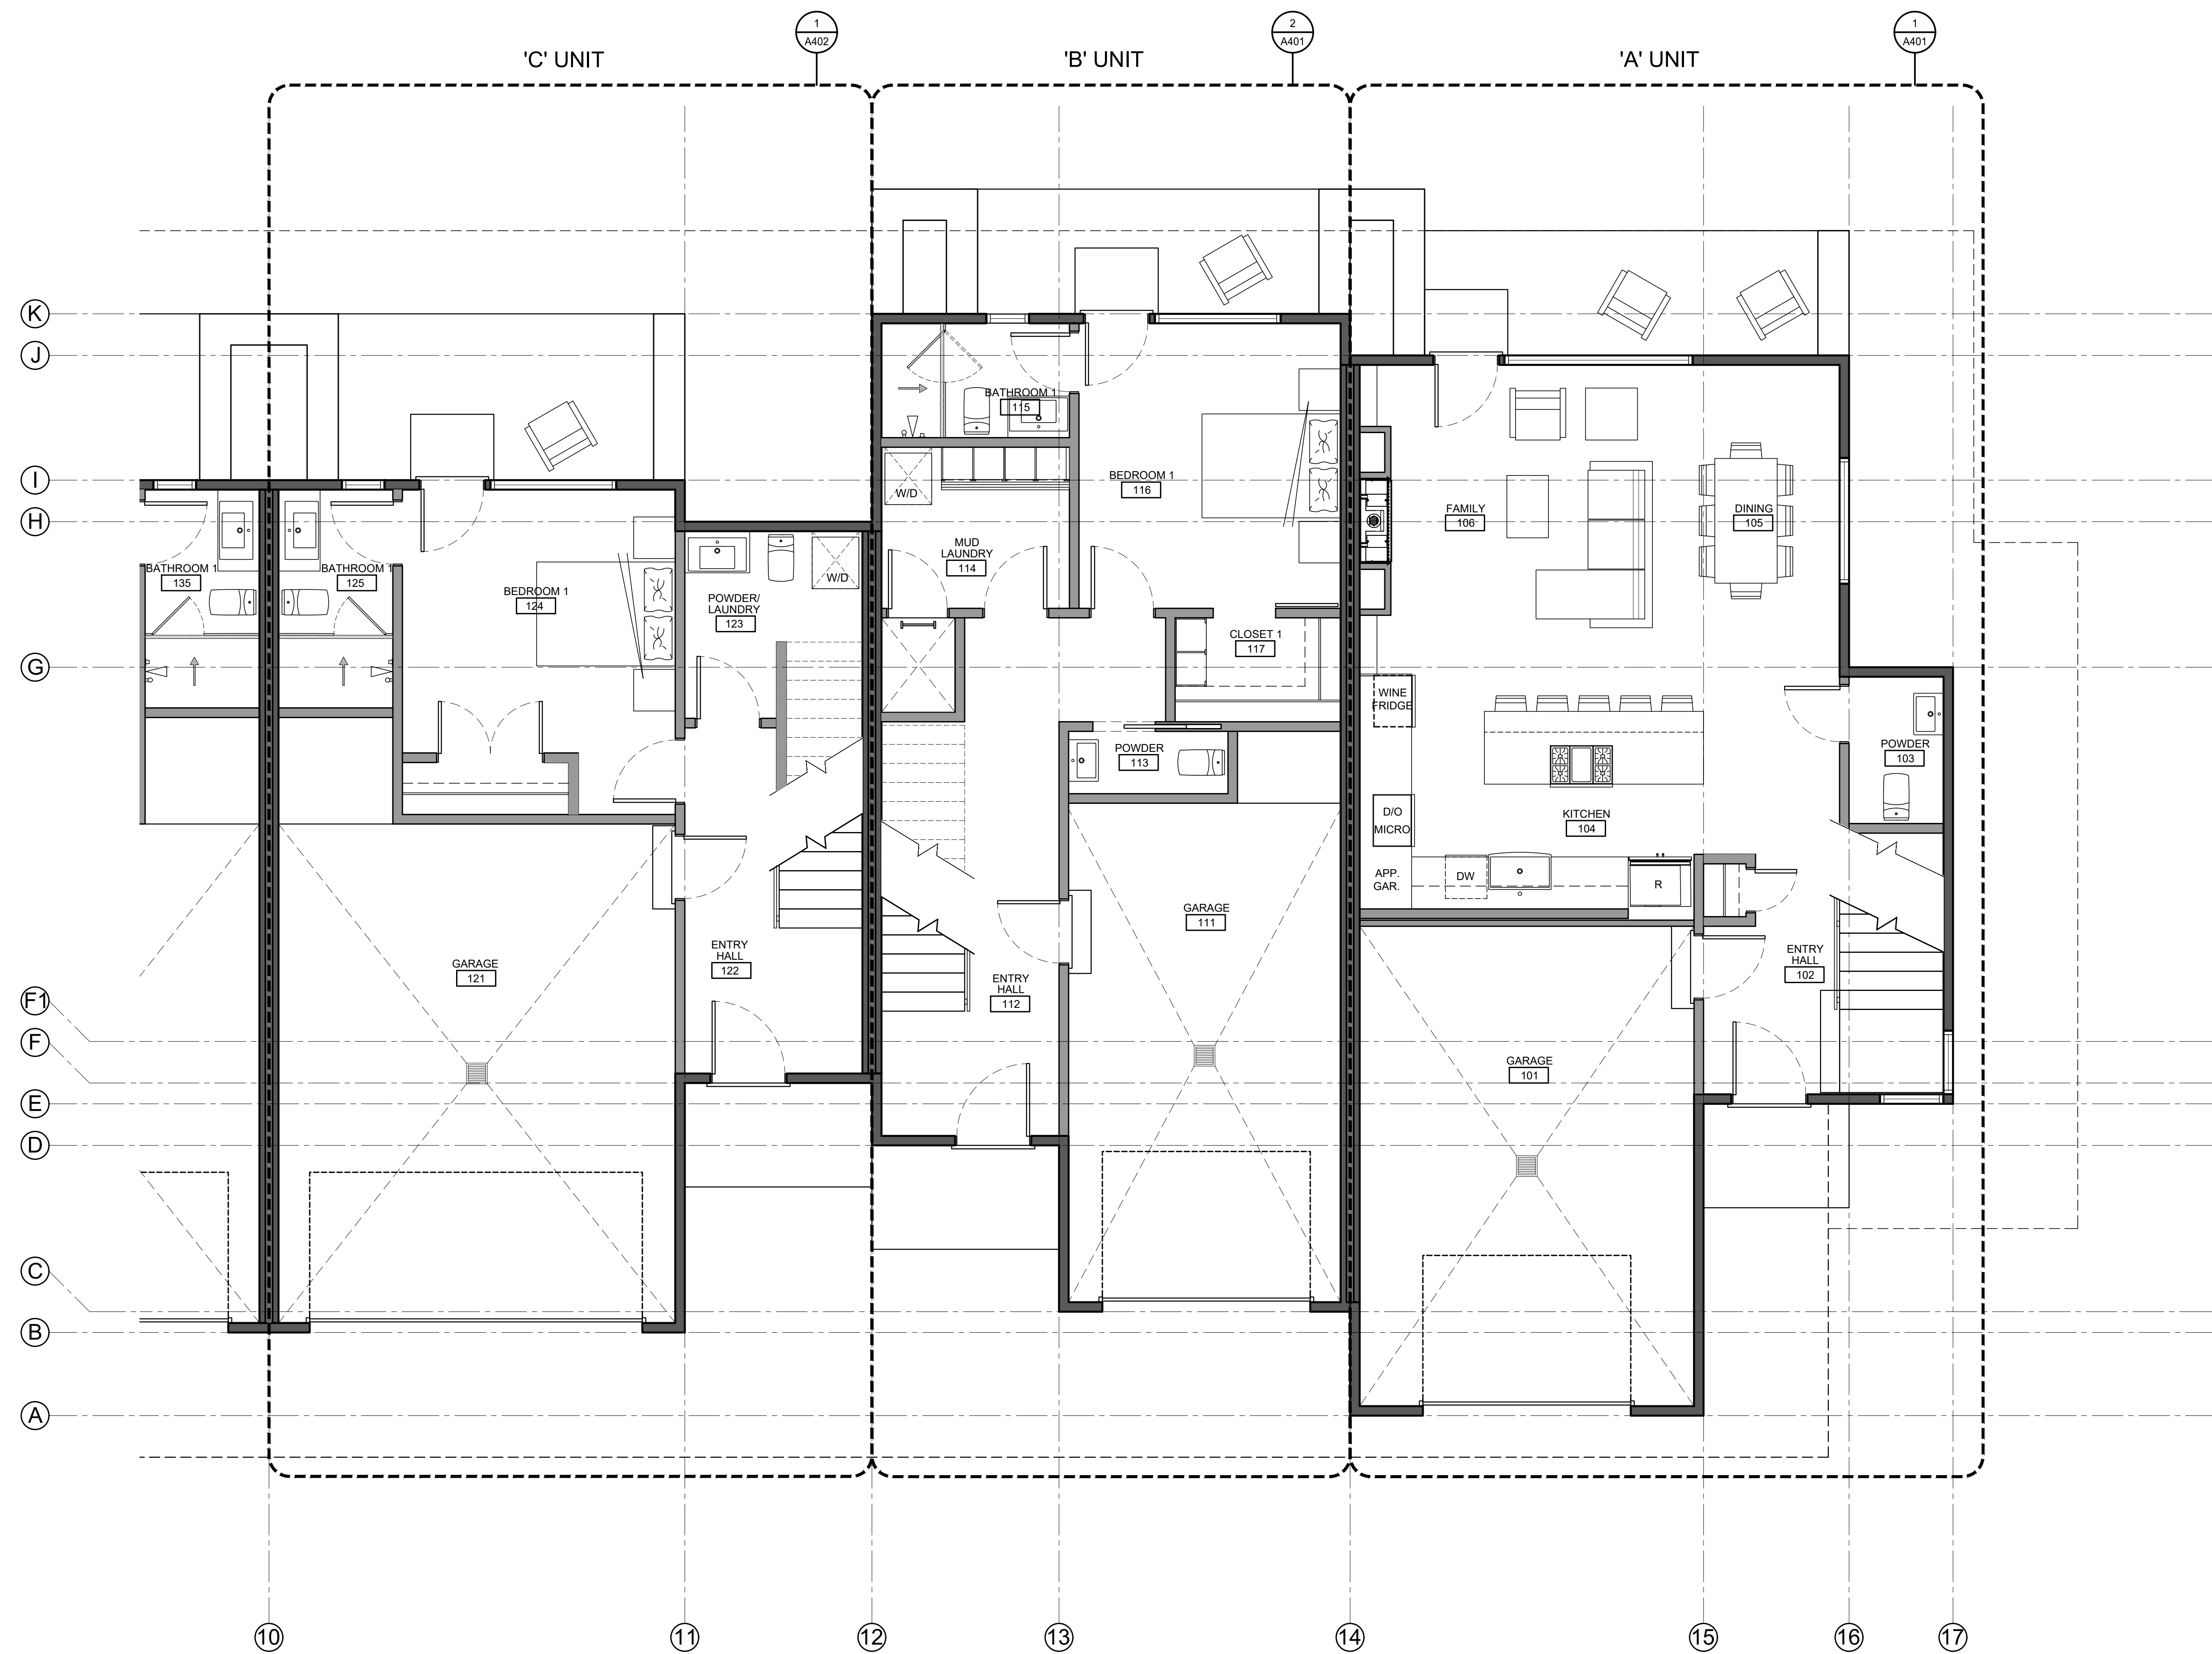 1
A402
2
A401
1
A401
'C' UNIT
'B' UNIT
'A' UNIT
K
J
I
H
G
F1
F
E
D
C
B
A
BATHROOM 1
135
BATHROOM 1
125
BEDROOM 1
124
POWDER/
LAUNDRY
123
W/D
GARAGE
121
ENTRY
HALL
122
BATHROOM 1
115
W/D
MUD
LAUNDRY
114
BEDROOM 1
116
CLOSET 1
117
POWDER
113
GARAGE
111
ENTRY
HALL
112
FAMILY
106
DINING
105
WINE
FRIDGE
D/O
MICRO
APP.
GAR.
DW
R
KITCHEN
104
POWDER
103
ENTRY
HALL
102
GARAGE
101
10
11
12
13
14
15
16
17